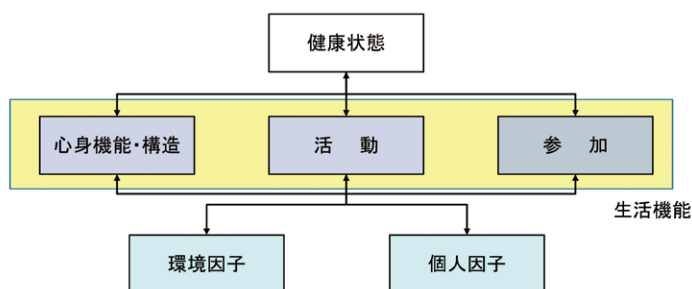 健康状態
心身機能・構造
活　動
参　加
生活機能
環境因子
個人因子